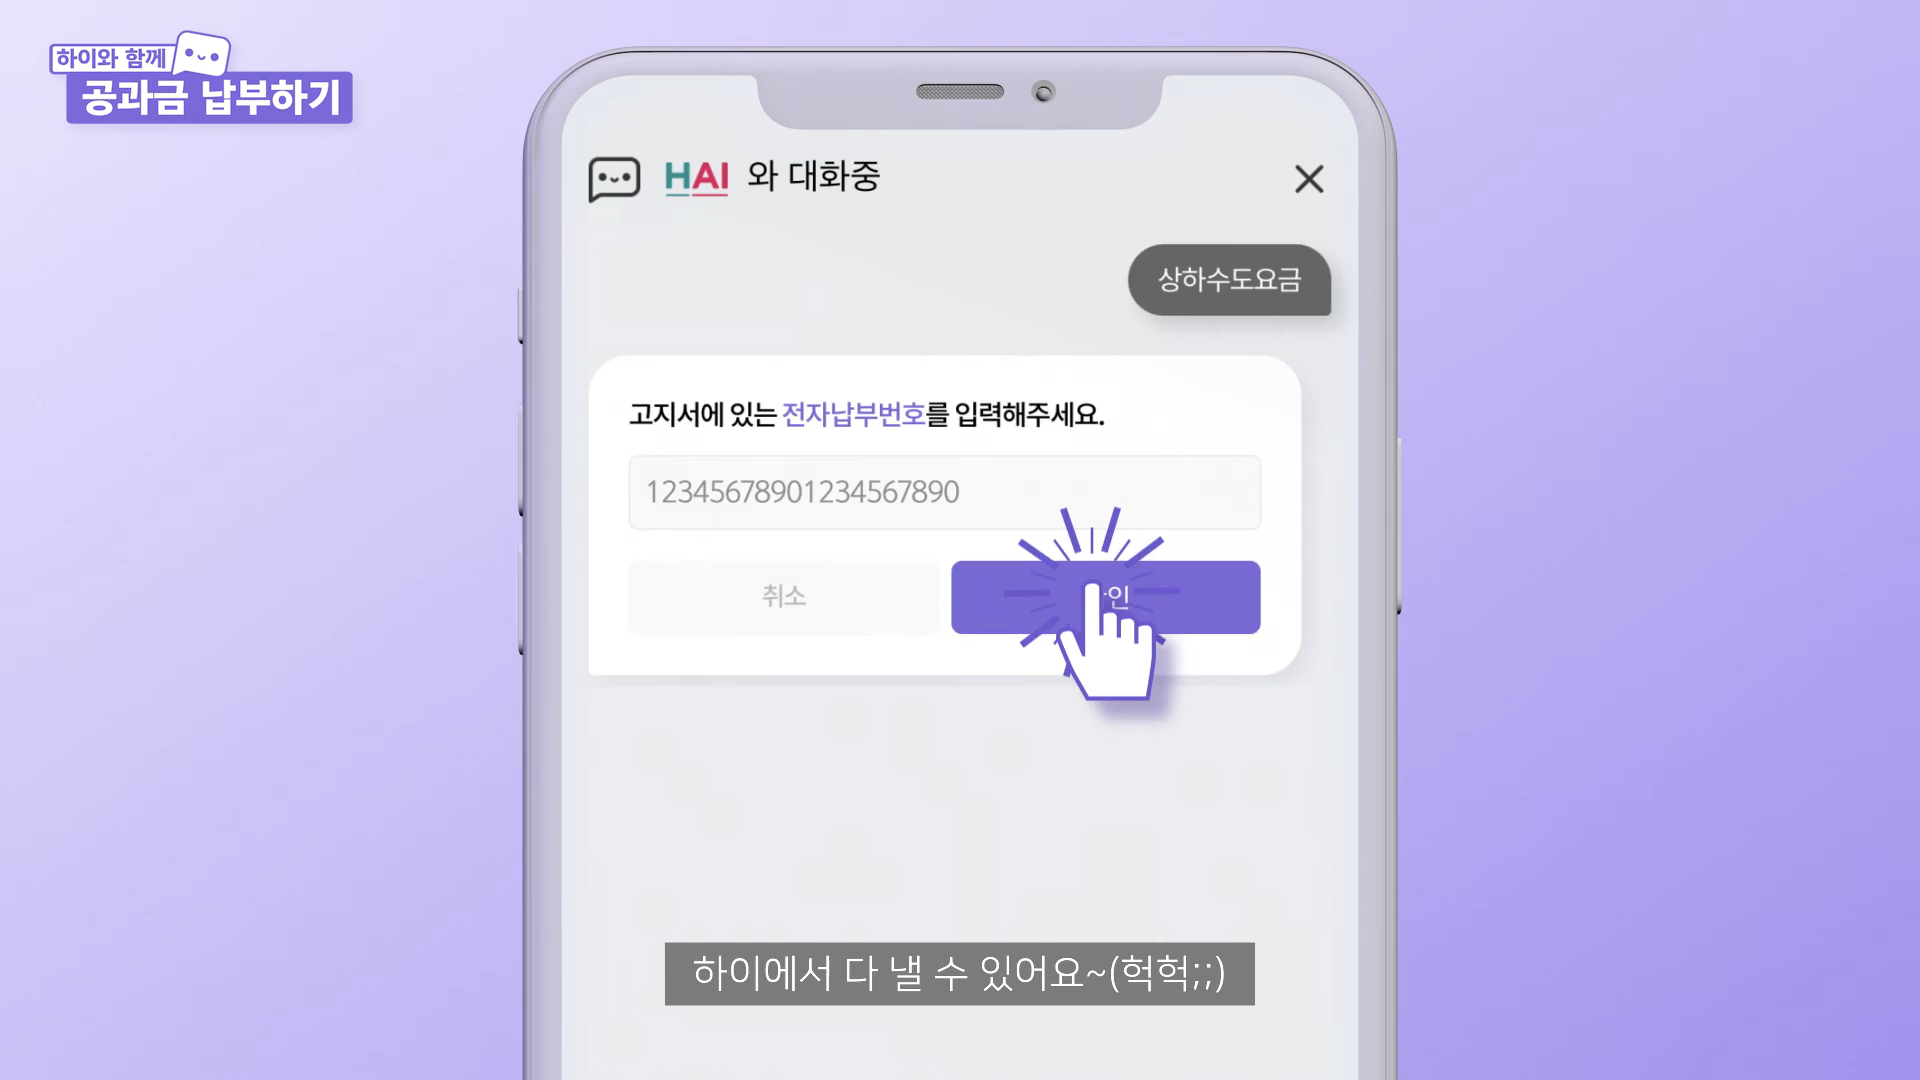 하이와 함께
공과금 납부하기
HAI 와 대화중
상하수도요금
고지서에 있는 전자납부번호를 입력해주세요.
12345678901234567890
취소
인
하이에서 다 낼 수 있어요~(헉헉;;)